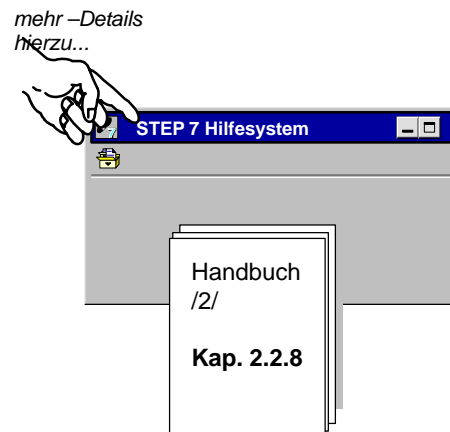 mehr –Details
hierzu...
STEP 7 Hilfesystem
Handbuch
/2/
Kap. 2.2.8